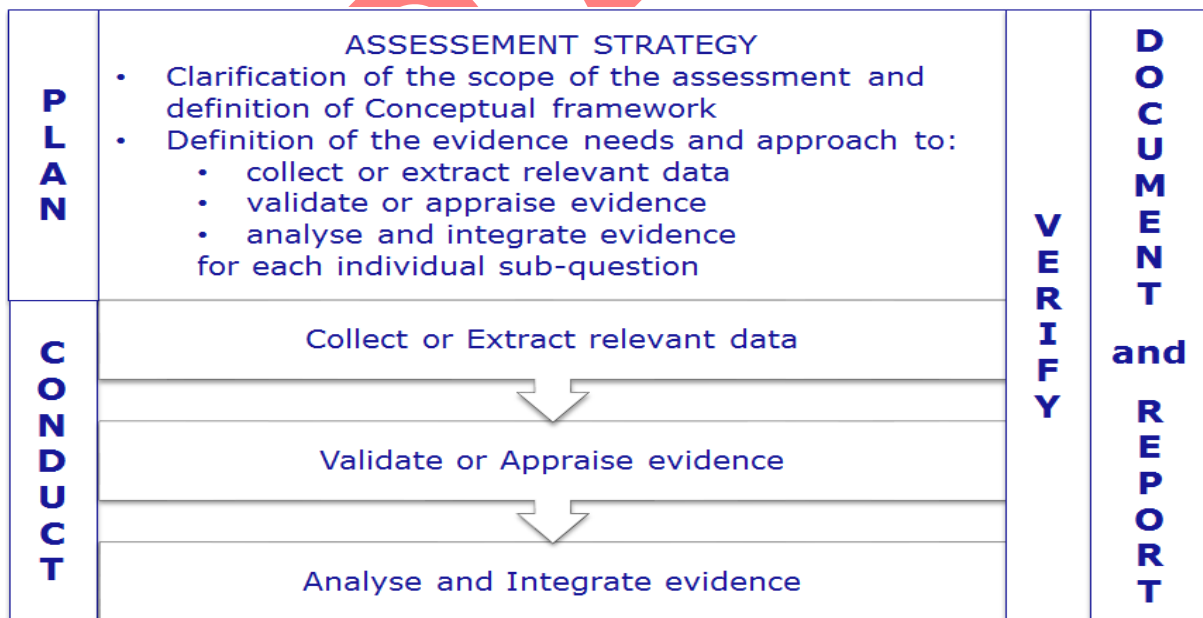 PLAN
ASSESSEMENT STRATEGY
• Clarification of the scope of the assessment and
definition of Conceptual framework
• Definition of the evidence needs and approach to:
• collect or extract relevant data
• validate or appraise evidence
• analyse and integrate evidence
for each individual sub-question
CONDUCT
Collect or Extract relevant data
Validate or Appraise evidence
Analyse and Integrate evidence
VERIFY
DOCUMENT
and
REPORT